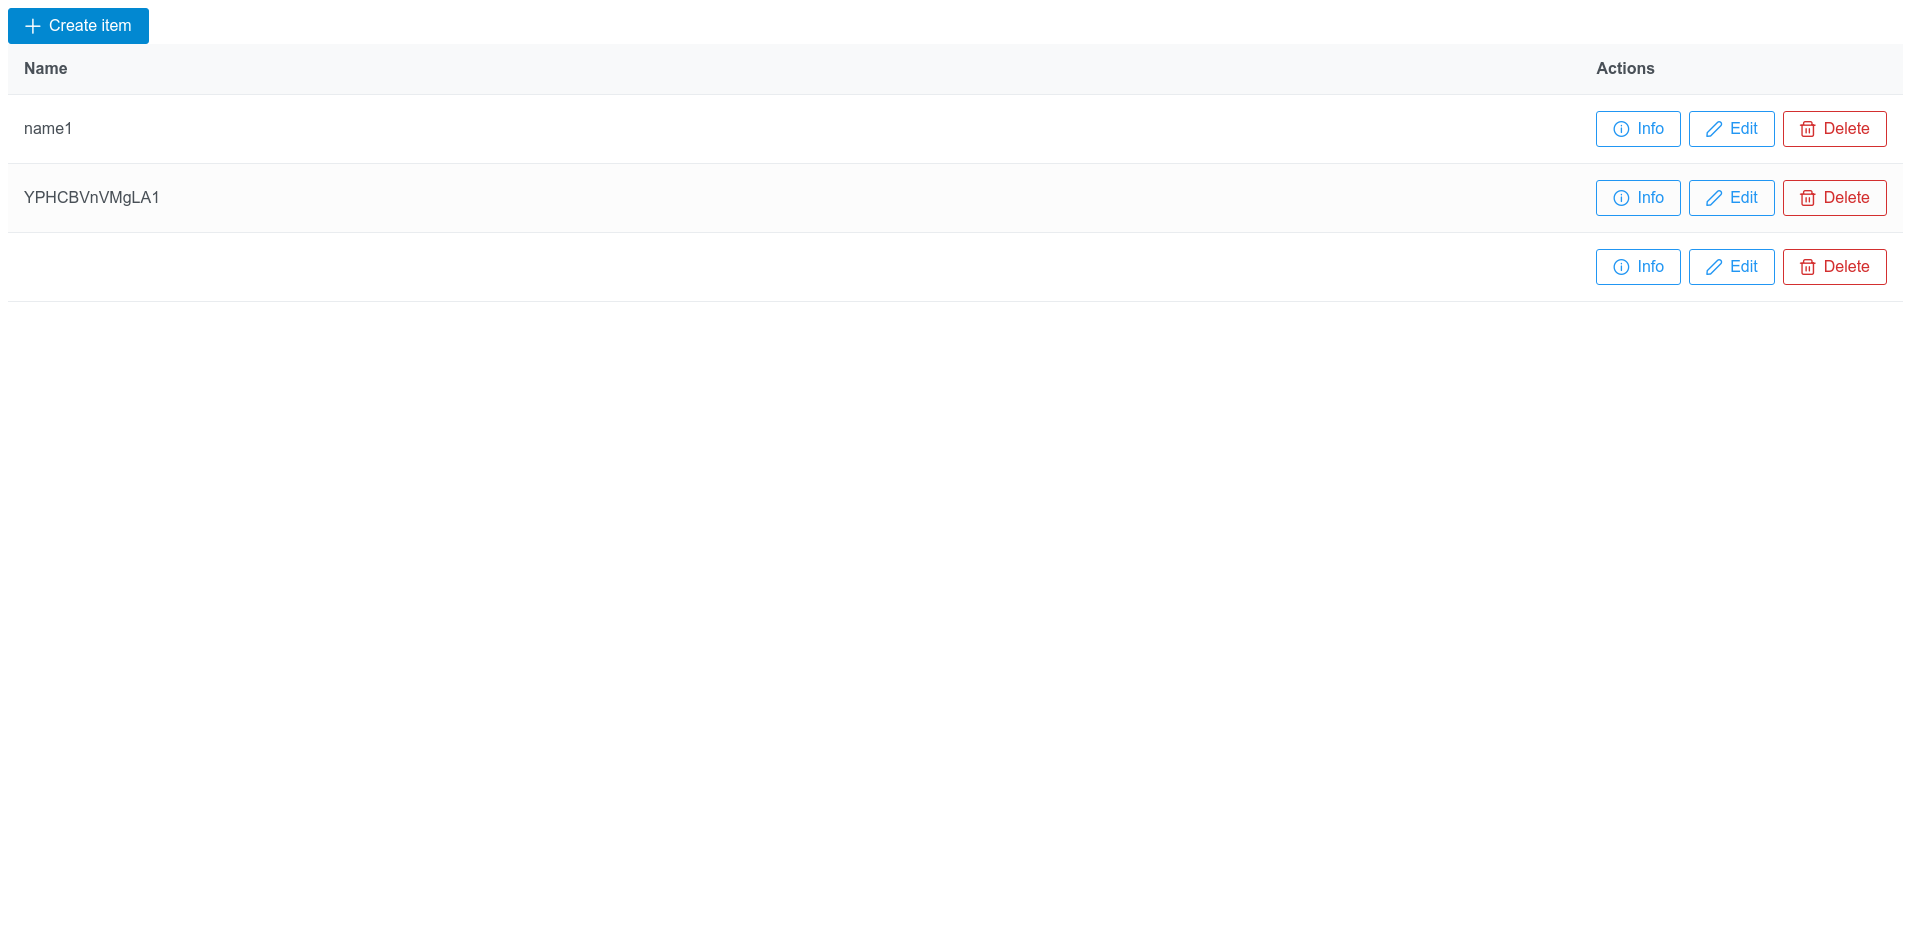 Create item
Name Actions
name1 Info Edit Delete
YPHCBVnVMgLA1 Info Edit Delete
Info Edit Delete